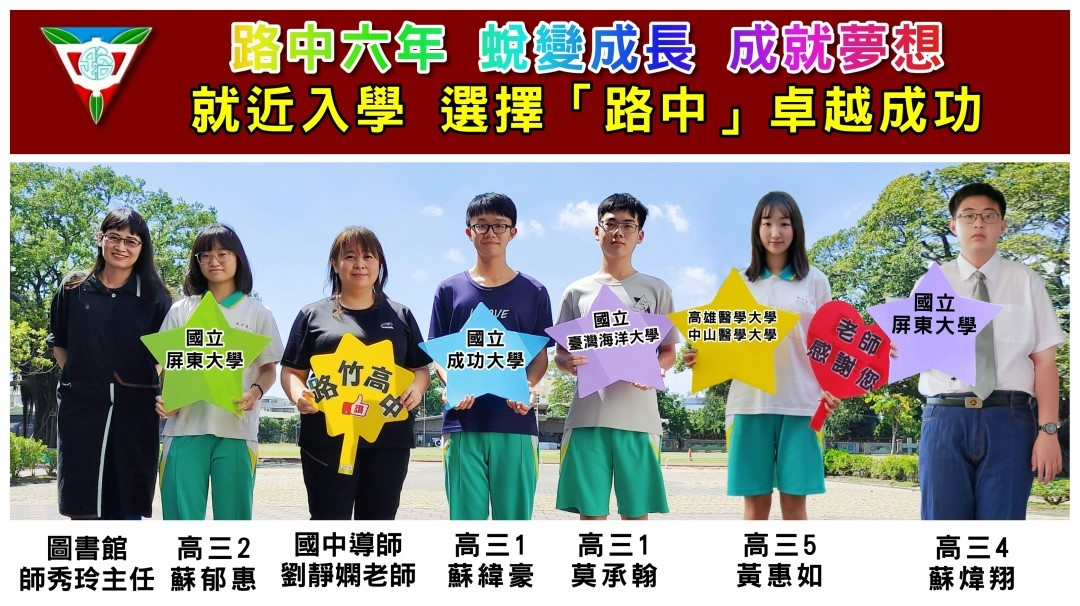 路中六年 蛻變成長 成就夢想
就近入學 選擇「路中」卓越成功
國立
屏東大學
路竹高中
讚
國立
成功大學
國立
臺灣海洋大學
高雄醫學大學
中山醫學大學
老師
感謝您
國立
屏東大學
圖書館
師秀玲主任
高三2
蘇郁惠
國中導師
劉靜嫻老師
高三1
蘇緯豪
高三1
莫承翰
高三5
黃惠如
高三4
蘇煒翔